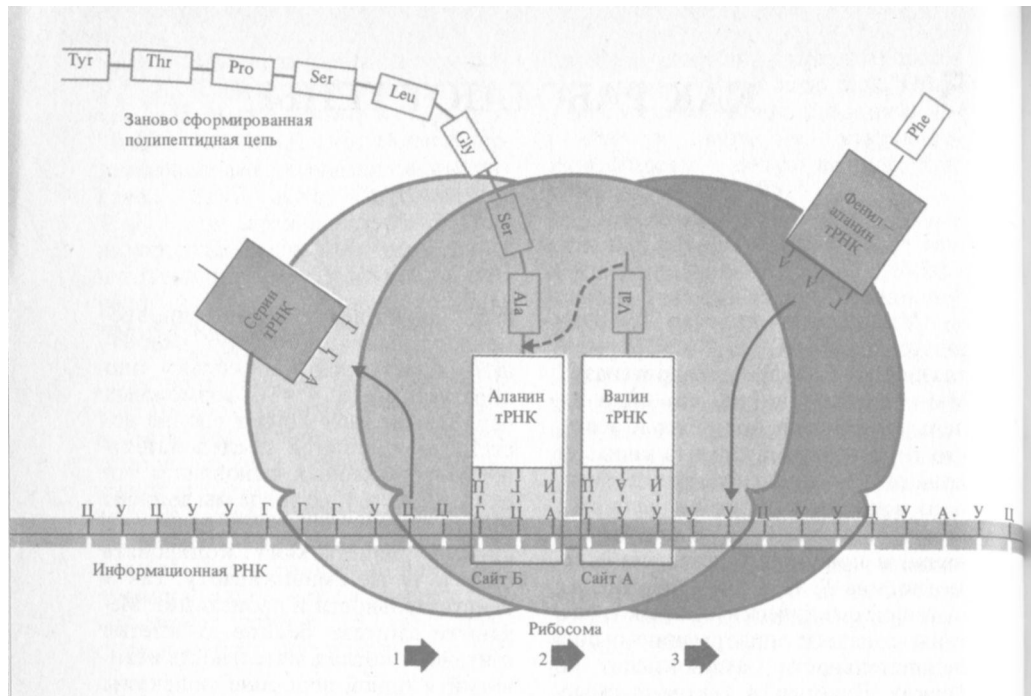 Tyr Thr Pro Ser Leu Gly Ser Ala
Заново сформированная
полипептидная цепь
Phe
Фенил–
аланин
тРНК
Val
Серин
тРНК
Аланин
тРНК
Валин
тРНК
Ц У Ц У У Г Г Г У Ц Ц Г Ц А Г У У У У Ц У У Ц У А У Ц
Информационная РНК
Сайт Б
Сайт А
Рибосома
1 2 3